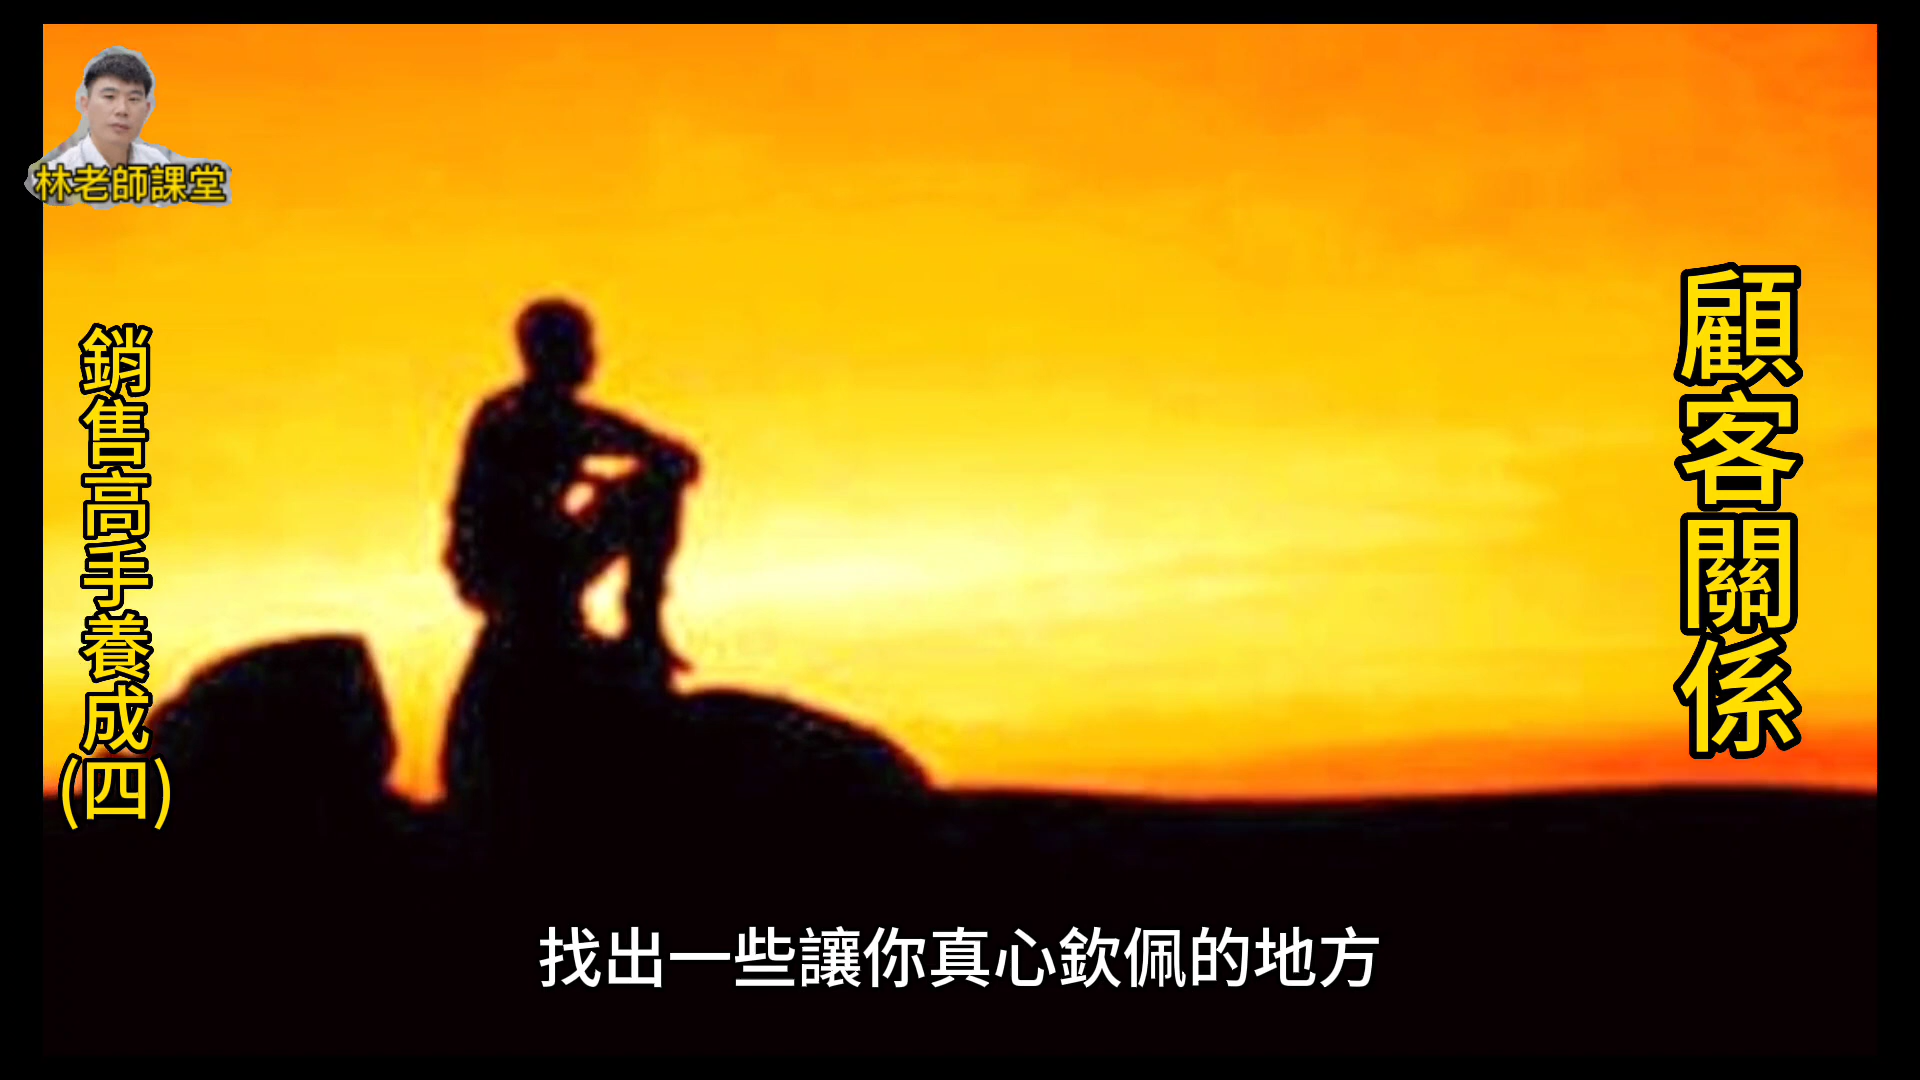 林老師課堂
銷售高手養成(四)
顧客關係
找出一些讓你真心欽佩的地方